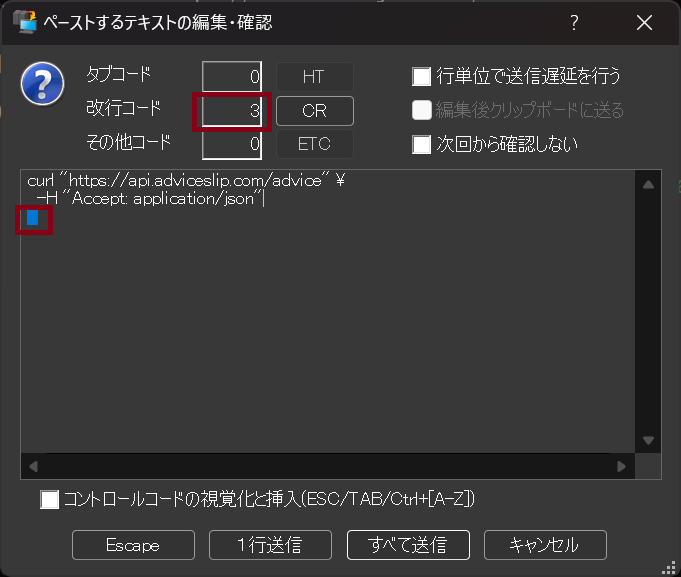 ペーストするテキストの編集・確認 ?
タブコード 0 HT
行単位で送信遅延を行う
改行コード 3 CR
編集後クリップボードに送る
その他コード 0 ETC
次回から確認しない
curl "https://api.adviceslip.com/advice" ¥
-H "Accept: application/json"
コントロールコードの視覚化と挿入(ESC/TAB/Ctrl+[A-Z])
Escape
1行送信
すべて送信
キャンセル